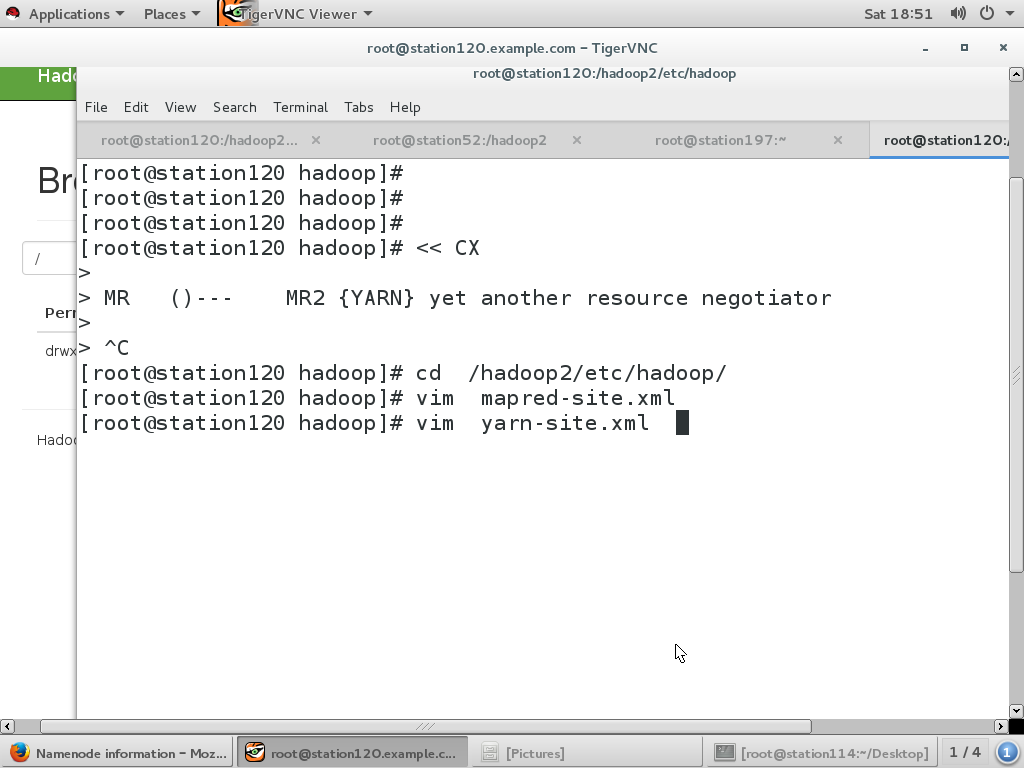 Applications Places TigerVNC Viewer Sat 18:51
root@station120.example.com - TigerVNC
Hado
root@station120:/hadoop2/etc/hadoop
File Edit View Search Terminal Tabs Help
root@station120:/hadoop2... × root@station52:/hadoop2 × root@station197:~ × root@station120:/
[root@station120 hadoop]#
[root@station120 hadoop]#
[root@station120 hadoop]#
[root@station120 hadoop]# << CX
>
> MR ()--- MR2 {YARN} yet another resource negotiator
>
> ^C
[root@station120 hadoop]# cd /hadoop2/etc/hadoop/
[root@station120 hadoop]# vim mapred-site.xml
[root@station120 hadoop]# vim yarn-site.xml
Bro
/
Perr
drwx
Hadoo
Namenode information - Moz... root@station120.example.c... [Pictures] [root@station114:~/Desktop] 1 / 4 1